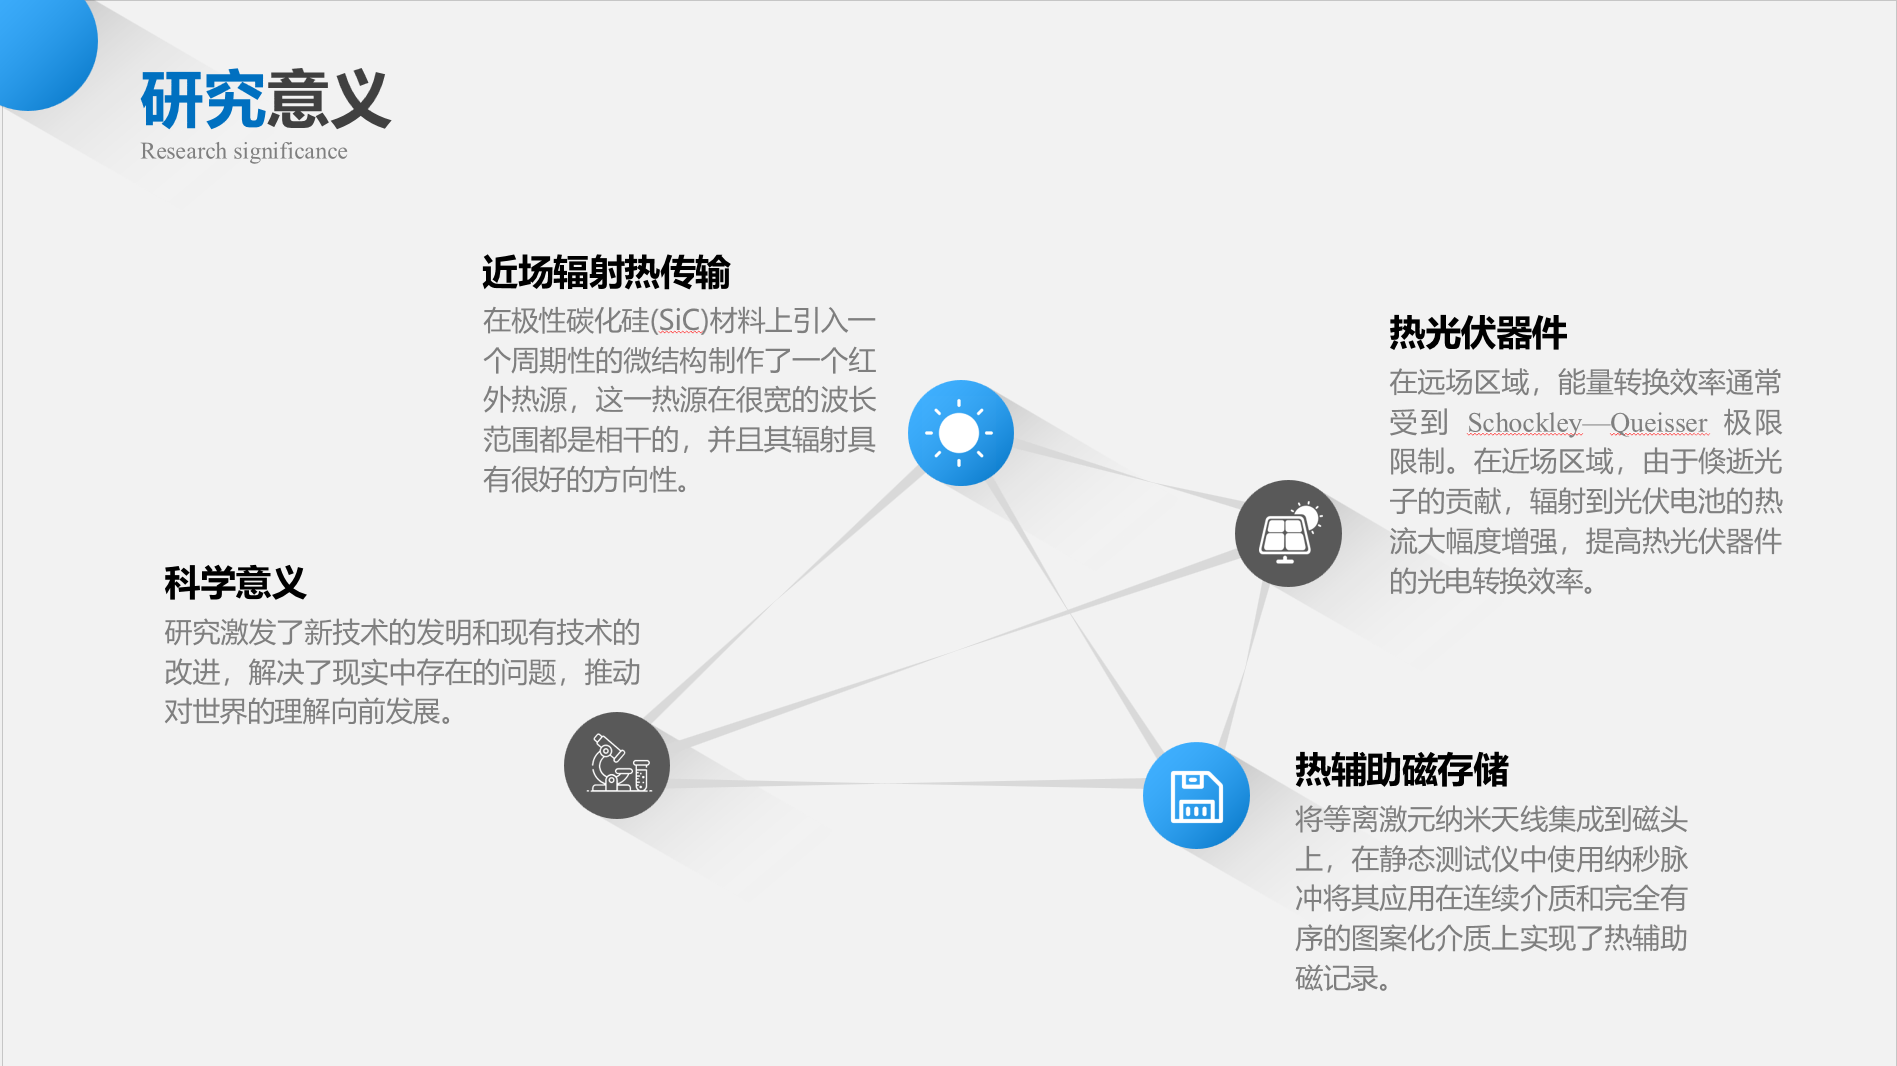 研究意义
Research significance
近场辐射热传输
在极性碳化硅(SiC)材料上引入一
个周期性的微结构制作了一个红
外热源，这一热源在很宽的波长
范围都是相干的，并且其辐射具
有很好的方向性。
热光伏器件
在远场区域，能量转换效率通常
受到 Schockley—Queisser 极限
限制。在近场区域，由于倏逝光
子的贡献，辐射到光伏电池的热
流大幅度增强，提高热光伏器件
的光电转换效率。
科学意义
研究激发了新技术的发明和现有技术的
改进，解决了现实中存在的问题，推动
对世界的理解向前发展。
热辅助磁存储
将等离激元纳米天线集成到磁头
上，在静态测试仪中使用纳秒脉
冲将其应用在连续介质和完全有
序的图案化介质上实现了热辅助
磁记录。